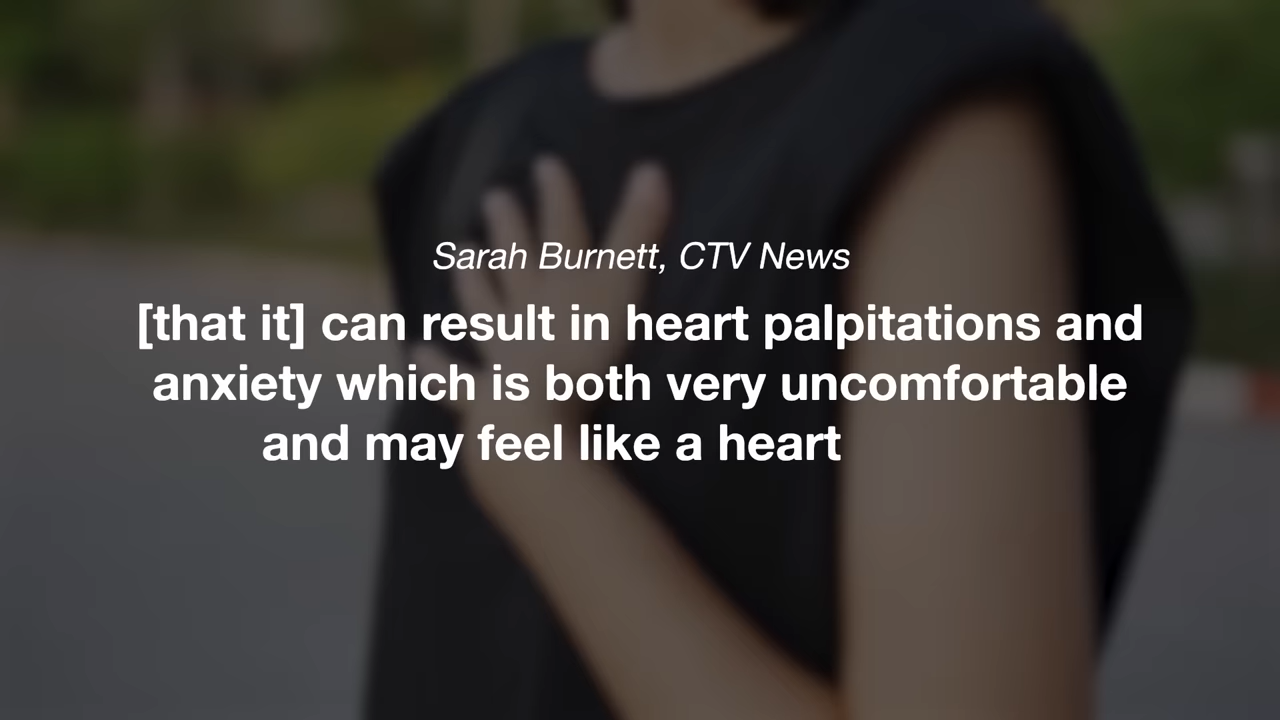 Sarah Burnett, CTV News
[that it] can result in heart palpitations and
anxiety which is both very uncomfortable
and may feel like a heart